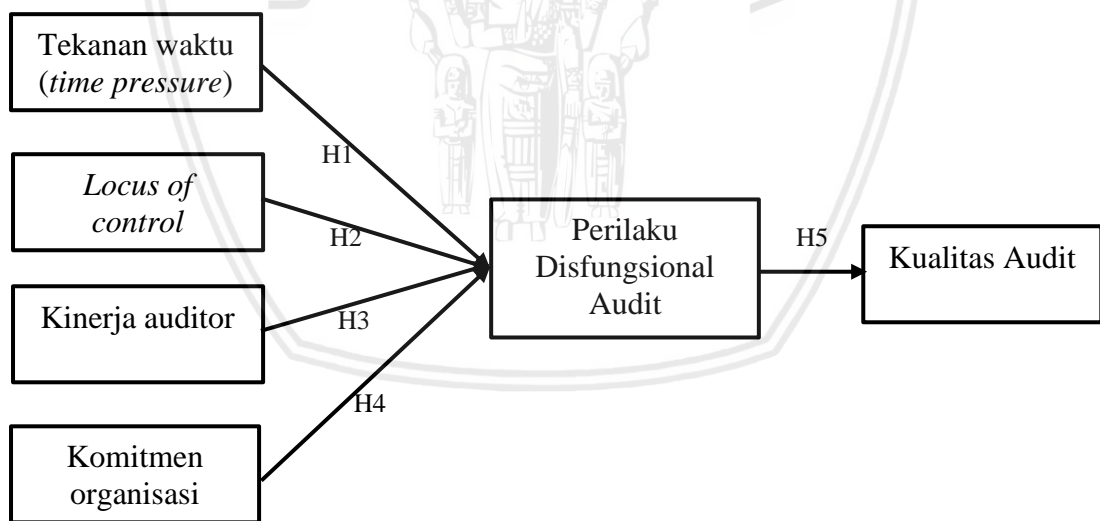 Tekanan waktu
(time pressure)
H1
Locus of
control
H2
Kinerja auditor
H3
Komitmen
organisasi
H4
Perilaku
Disfungsional
Audit
H5
Kualitas Audit